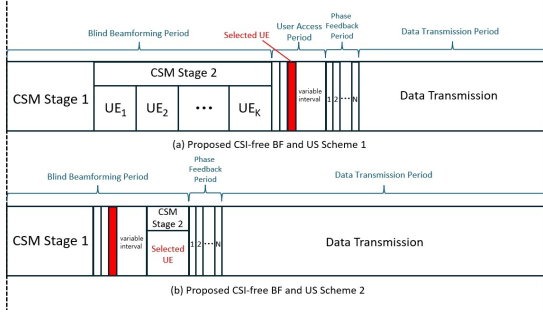 Blind Beamforming Period
User Access
Period
Phase
Feedback
Period
Data Transmission Period
Selected UE
CSM Stage 1
CSM Stage 2
UE1
UE2
•••
UEK
variable
interval
1 2 ••• N
Data Transmission
(a) Proposed CSI-free BF and US Scheme 1
Blind Beamforming Period
Phase
Feedback
Period
Data Transmission Period
CSM Stage 1
variable
interval
CSM
Stage 2
Selected
UE
1 2 ••• N
Data Transmission
(b) Proposed CSI-free BF and US Scheme 2